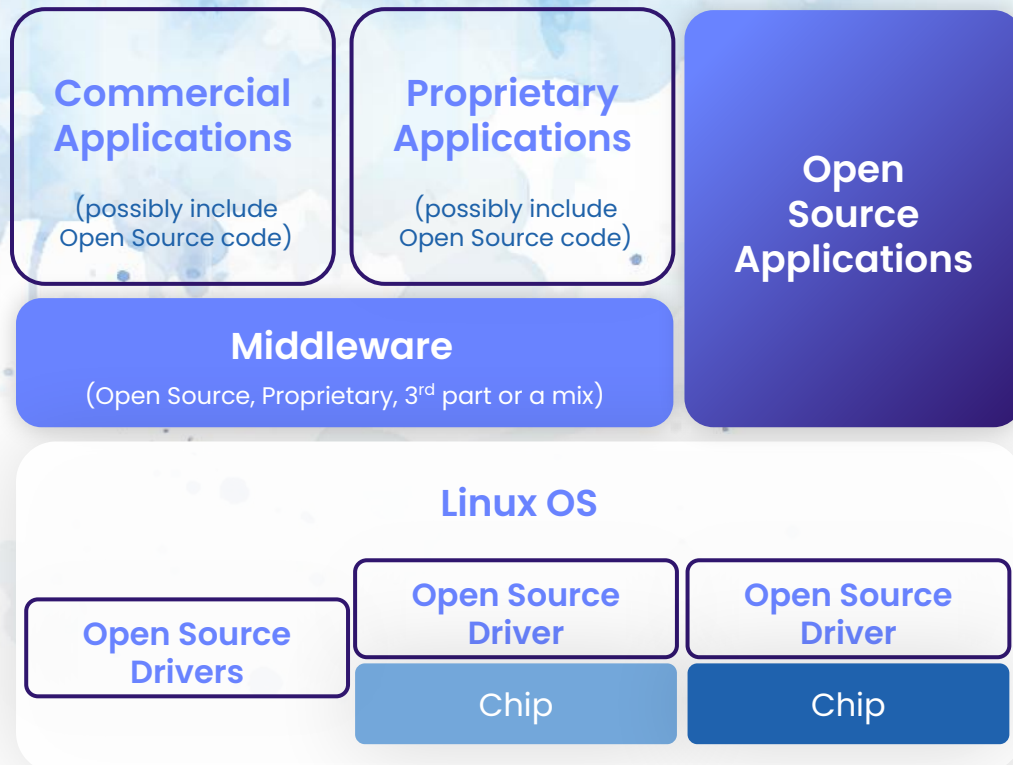 Commercial
Applications
(possibly include
Open Source code)
Proprietary
Applications
(possibly include
Open Source code)
Open
Source
Applications
Middleware
(Open Source, Proprietary, 3rd part or a mix)
Linux OS
Open Source
Drivers
Open Source
Driver
Chip
Open Source
Driver
Chip